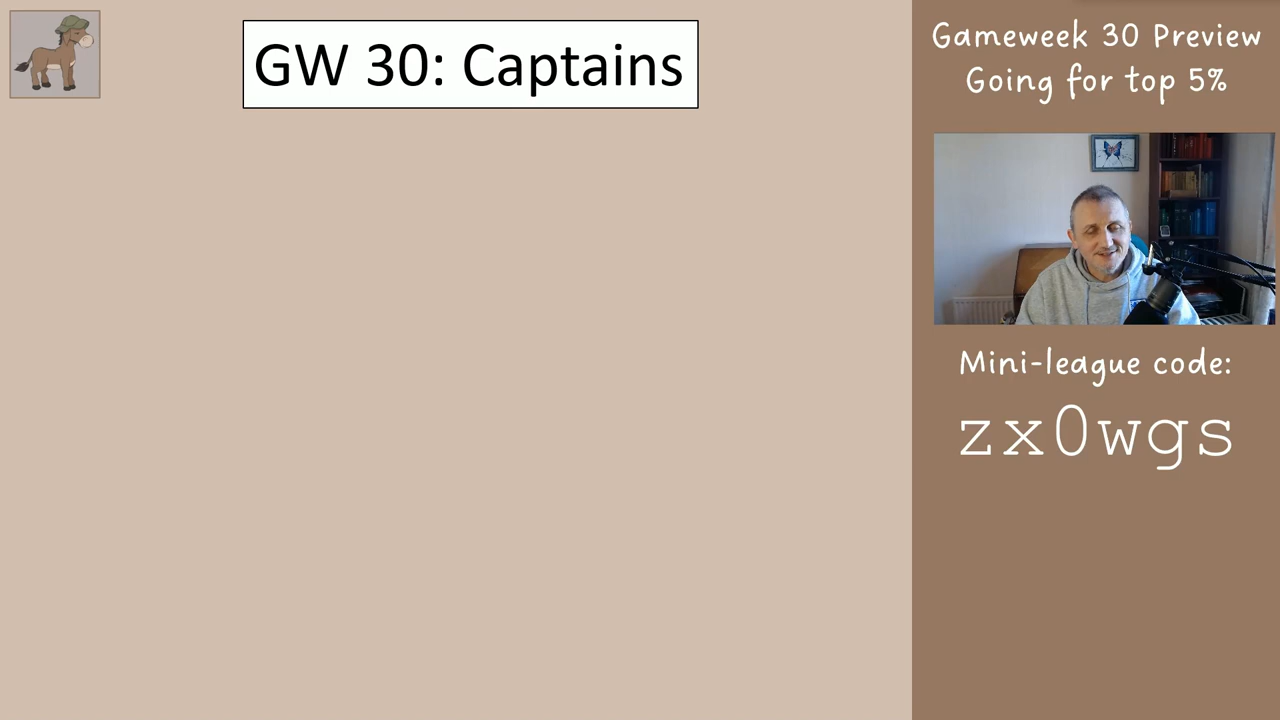 GW 30: Captains
Gameweek 30 Preview
Going for top 5%
Mini-league code:
zx0wgs